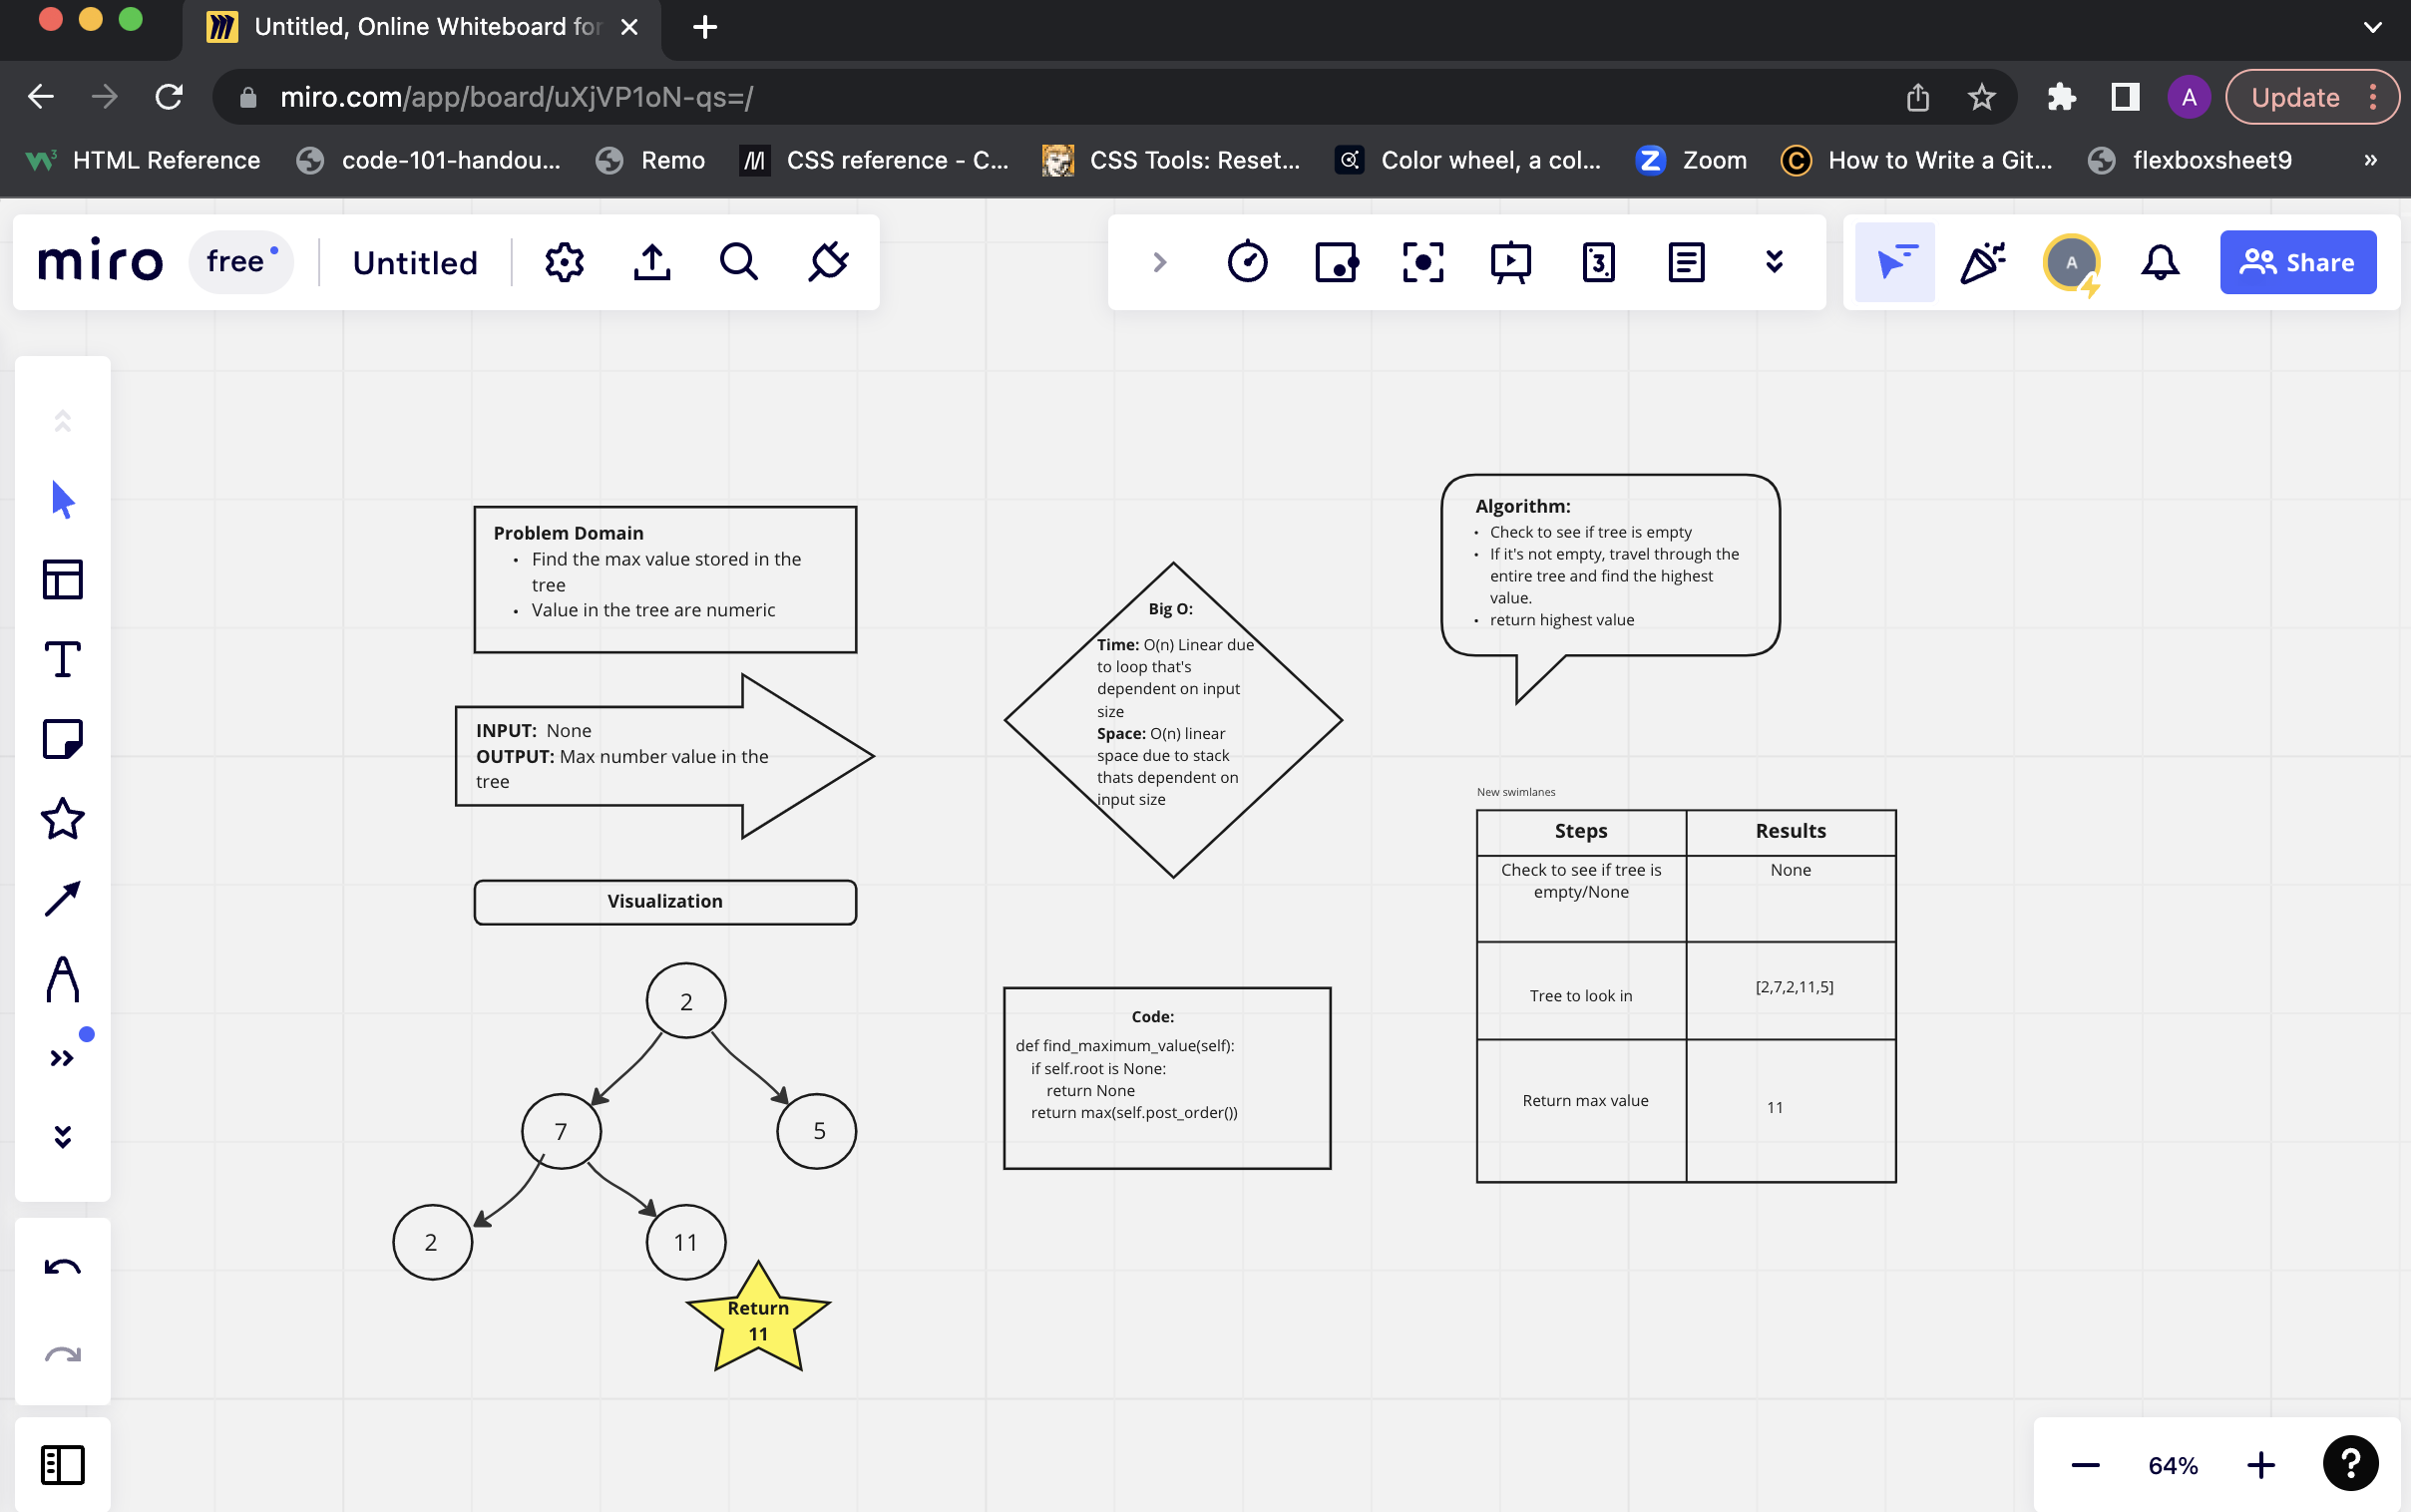 Untitled, Online Whiteboard for
miro.com/app/board/uXjVP1oN-qs=/
A
Update
HTML Reference
code-101-handou...
Remo
CSS reference - C...
CSS Tools: Reset...
Color wheel, a col...
Zoom
How to Write a Git...
flexboxsheet9
»
miro
free
Untitled
3
A
Share
Problem Domain
• Find the max value stored in the
tree
• Value in the tree are numeric
INPUT: None
OUTPUT: Max number value in the
tree
Visualization
2
7
5
2
11
Return
11
Big O:
Time: O(n) Linear due
to loop that's
dependent on input
size
Space: O(n) linear
space due to stack
thats dependent on
input size
Code:
def find_maximum_value(self):
if self.root is None:
return None
return max(self.post_order())
Algorithm:
• Check to see if tree is empty
• If it's not empty, travel through the
entire tree and find the highest
value.
• return highest value
New swimlanes
Steps
Results
Check to see if tree is
empty/None
None
Tree to look in
[2,7,2,11,5]
Return max value
11
64%
?